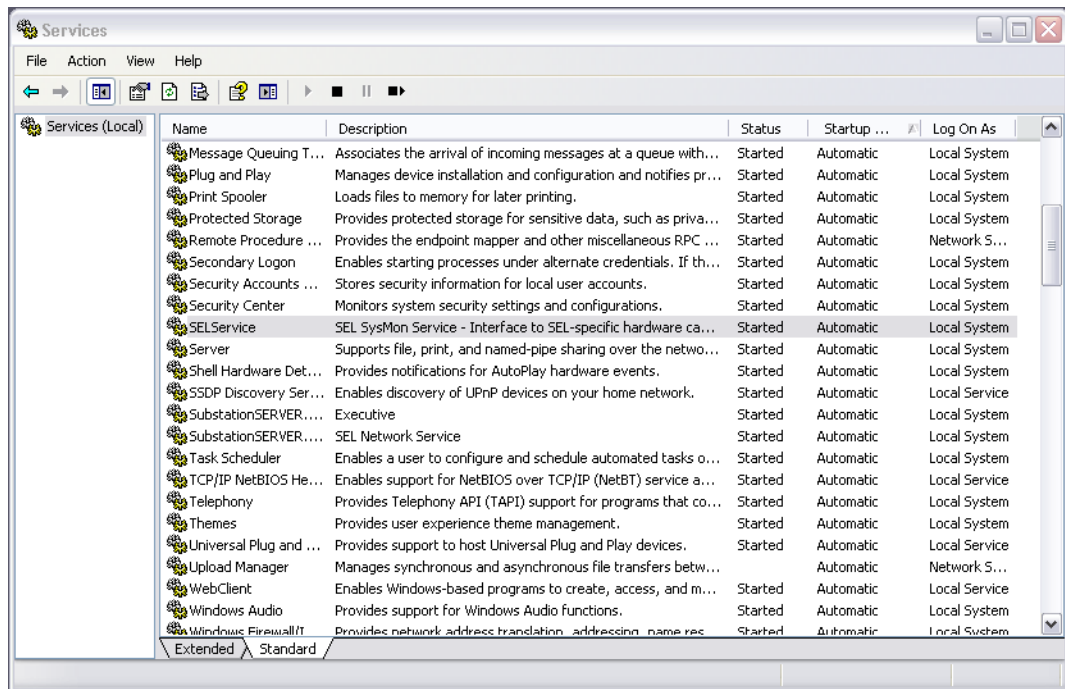 Services
File Action View Help
Services (Local)
Name Description Status Startup ... Log On As
Message Queuing T... Associates the arrival of incoming messages at a queue with... Started Automatic Local System
Plug and Play Manages device installation and configuration and notifies pr... Started Automatic Local System
Print Spooler Loads files to memory for later printing. Started Automatic Local System
Protected Storage Provides protected storage for sensitive data, such as priva... Started Automatic Local System
Remote Procedure ... Provides the endpoint mapper and other miscellaneous RPC ... Started Automatic Network S...
Secondary Logon Enables starting processes under alternate credentials. If th... Started Automatic Local System
Security Accounts ... Stores security information for local user accounts. Started Automatic Local System
Security Center Monitors system security settings and configurations. Started Automatic Local System
SELService SEL SysMon Service - Interface to SEL-specific hardware ca... Started Automatic Local System
Server Supports file, print, and named-pipe sharing over the netwo... Started Automatic Local System
Shell Hardware Det... Provides notifications for AutoPlay hardware events. Started Automatic Local System
SSDP Discovery Ser... Enables discovery of UPnP devices on your home network. Started Automatic Local Service
SubstationSERVER.... Executive Started Automatic Local System
SubstationSERVER.... SEL Network Service Started Automatic Local System
Task Scheduler Enables a user to configure and schedule automated tasks o... Started Automatic Local System
TCP/IP NetBIOS He... Enables support for NetBIOS over TCP/IP (NetBT) service a... Started Automatic Local Service
Telephony Provides Telephony API (TAPI) support for programs that co... Started Automatic Local System
Themes Provides user experience theme management. Started Automatic Local System
Universal Plug and ... Provides support to host Universal Plug and Play devices. Started Automatic Local Service
Upload Manager Manages synchronous and asynchronous file transfers betw... Automatic Network S...
WebClient Enables Windows-based programs to create, access, and m... Started Automatic Local Service
Windows Audio Provides support for Windows Audio functions. Started Automatic Local System
Windows Firewall/I... Provides network address translation, addressing, name res... Started Automatic Local System
Extended Standard